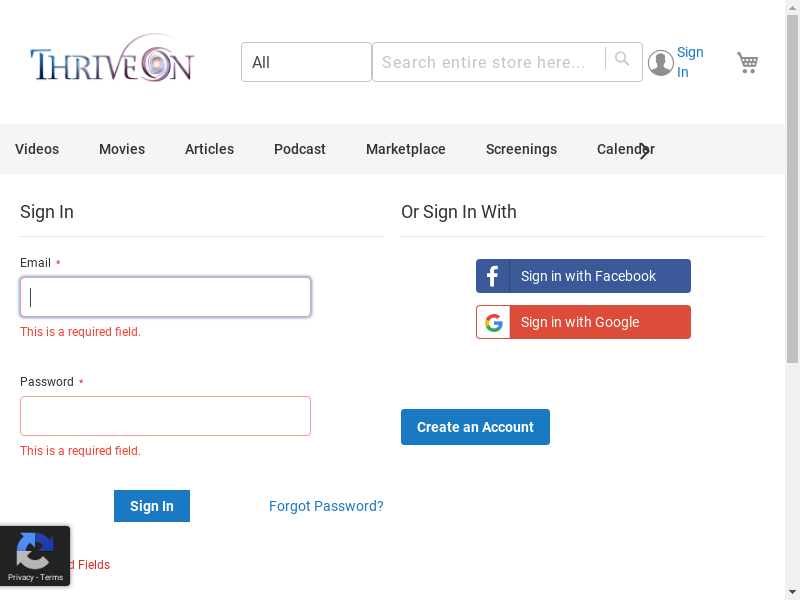 THRIVEON
All
Search entire store here...
Sign In
Videos
Movies
Articles
Podcast
Marketplace
Screenings
Calendar
Sign In
Email *
This is a required field.
Password *
This is a required field.
Sign In
Forgot Password?
d Fields
Or Sign In With
Sign in with Facebook
Sign in with Google
Create an Account
Privacy - Terms